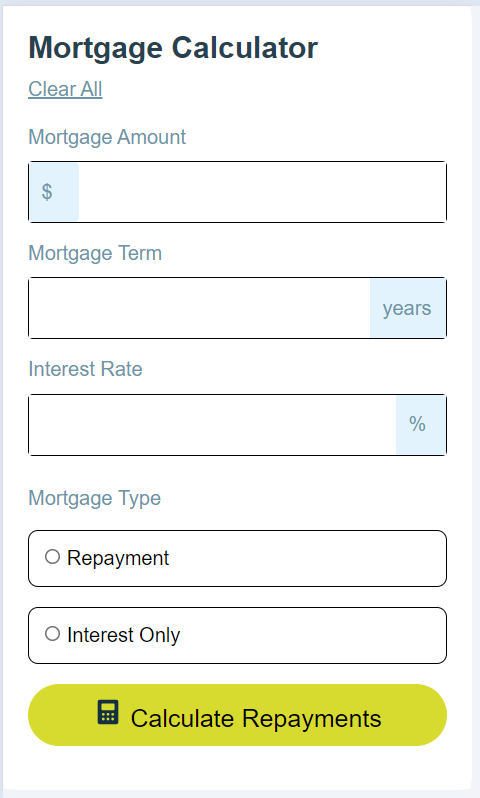 Mortgage Calculator
Clear All
Mortgage Amount
$
Mortgage Term
years
Interest Rate
%
Mortgage Type
Repayment
Interest Only
Calculate Repayments